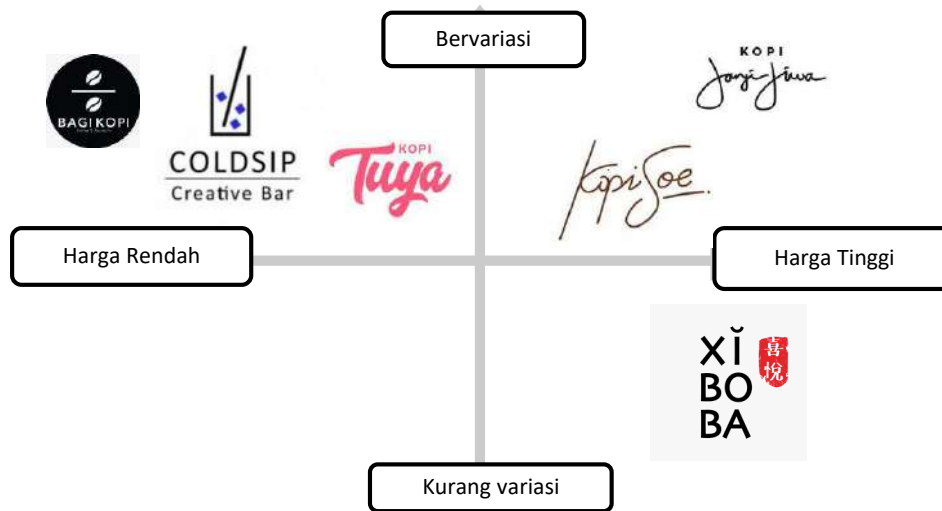 Bervariasi
KOPI
Janji Jiwa
BAGI KOPI
COLDSIP
Creative Bar
KOPI
Tuya
Kopi Soe
Harga Rendah
Harga Tinggi
XĬ
BO
BA
喜悅
Kurang variasi